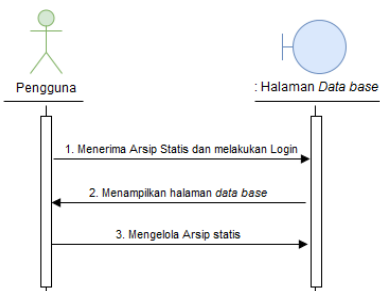 Pengguna
: Halaman Data base
1. Menerima Arsip Statis dan melakukan Login
2. Menampilkan halaman data base
3. Mengelola Arsip statis